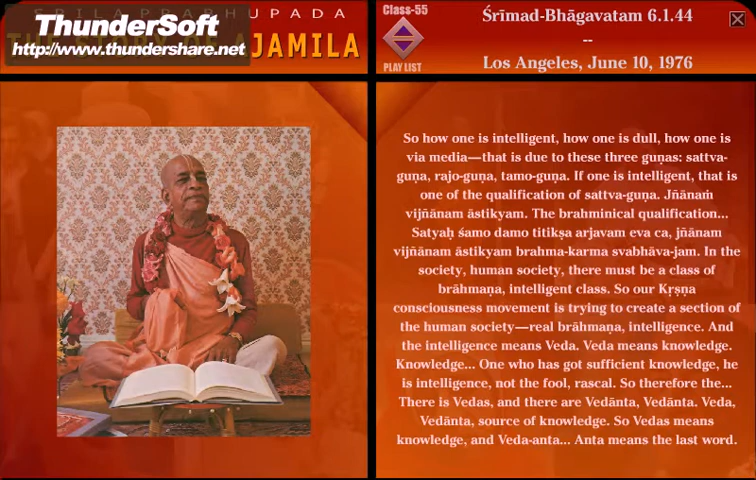 SRILA PRABHUPADA
ThunderSoft
http://www.thundershare.net
THE STORY OF AJAMILA
Class-55
PLAY LIST
Śrīmad-Bhāgavatam 6.1.44
--
Los Angeles, June 10, 1976
So how one is intelligent, how one is dull, how one is
via media—that is due to these three guṇas: sattva-
guṇa, rajo-guṇa, tamo-guṇa. If one is intelligent, that is
one of the qualification of sattva-guṇa. Jñānaṁ
vijñānam āstikyam. The brahminical qualification...
Satyaḥ śamo damo titikṣa arjavam eva ca, jñānam
vijñānam āstikyam brahma-karma svabhāva-jam. In the
society, human society, there must be a class of
brāhmaṇa, intelligent class. So our Kṛṣṇa
consciousness movement is trying to create a section of
the human society—real brāhmaṇa, intelligence. And
the intelligence means Veda. Veda means knowledge.
Knowledge... One who has got sufficient knowledge, he
is intelligence, not the fool, rascal. So therefore the...
There is Vedas, and there are Vedānta, Vedānta. Veda,
Vedānta, source of knowledge. So Vedas means
knowledge, and Veda-anta... Anta means the last word.